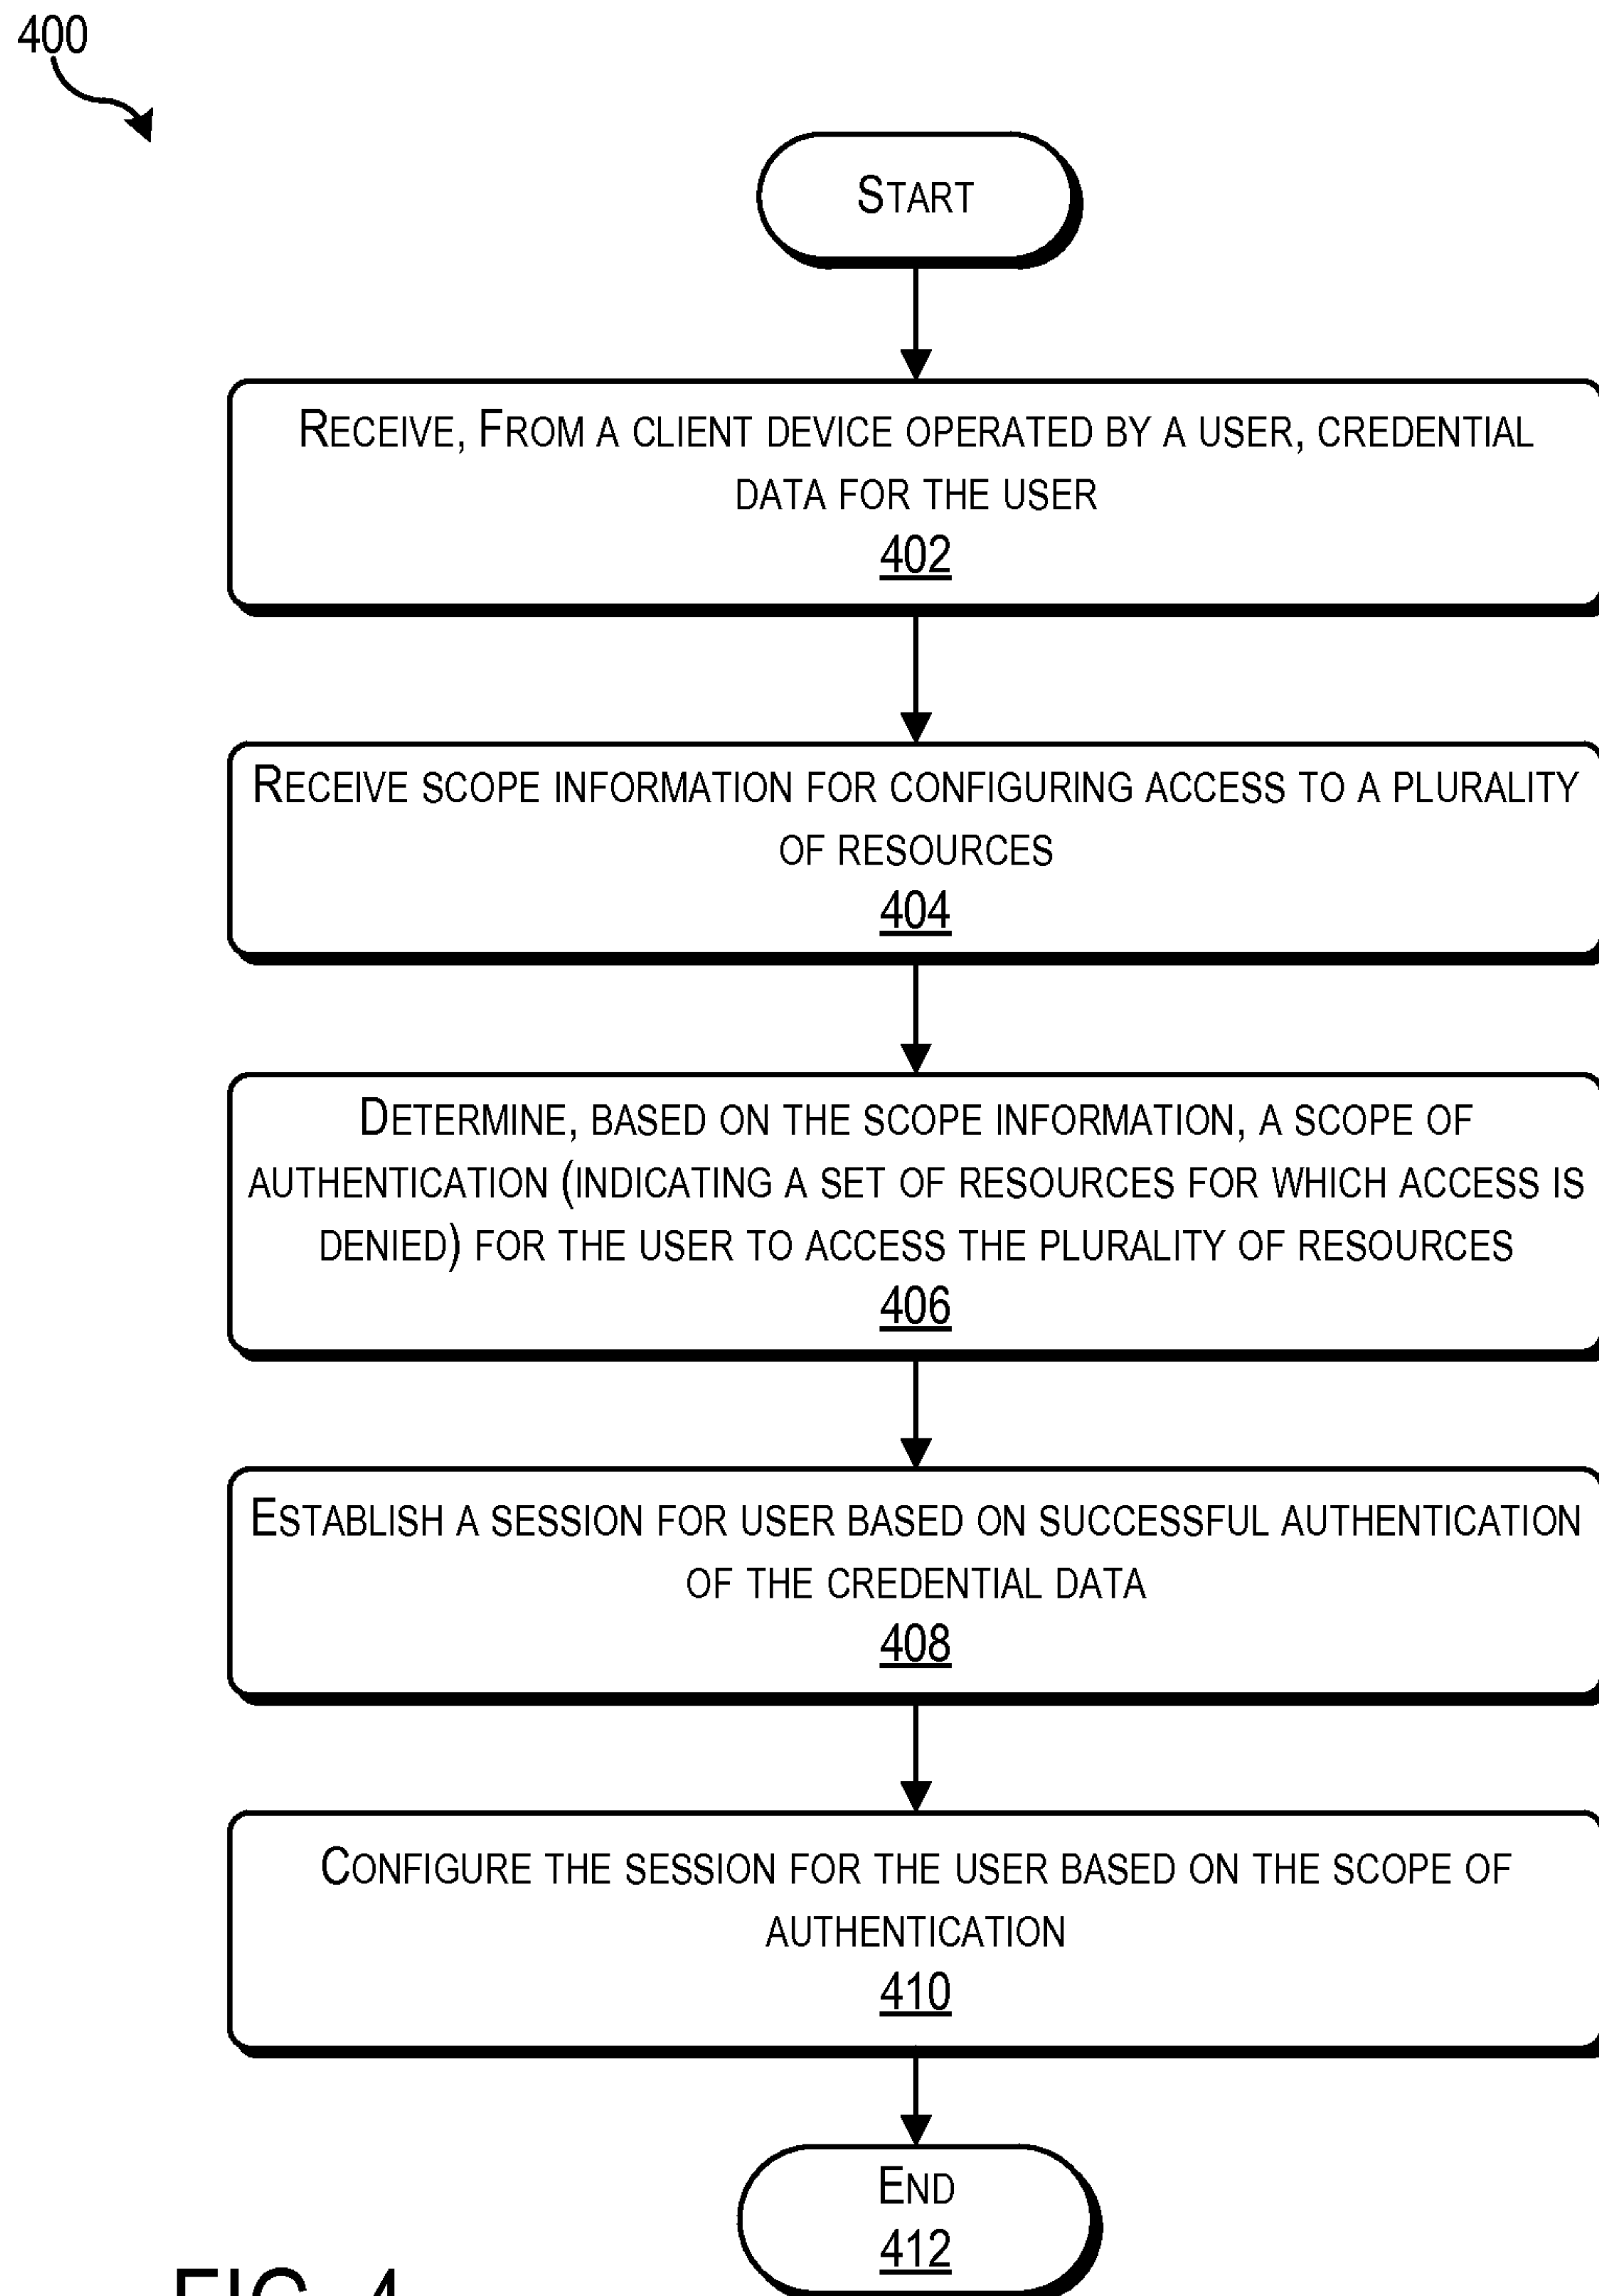 400
START
RECEIVE, FROM A CLIENT DEVICE OPERATED BY A USER, CREDENTIAL
DATA FOR THE USER
402
RECEIVE SCOPE INFORMATION FOR CONFIGURING ACCESS TO A PLURALITY
OF RESOURCES
404
DETERMINE, BASED ON THE SCOPE INFORMATION, A SCOPE OF
AUTHENTICATION (INDICATING A SET OF RESOURCES FOR WHICH ACCESS IS
DENIED) FOR THE USER TO ACCESS THE PLURALITY OF RESOURCES
406
ESTABLISH A SESSION FOR USER BASED ON SUCCESSFUL AUTHENTICATION
OF THE CREDENTIAL DATA
408
CONFIGURE THE SESSION FOR THE USER BASED ON THE SCOPE OF
AUTHENTICATION
410
END
412
FIG. 4